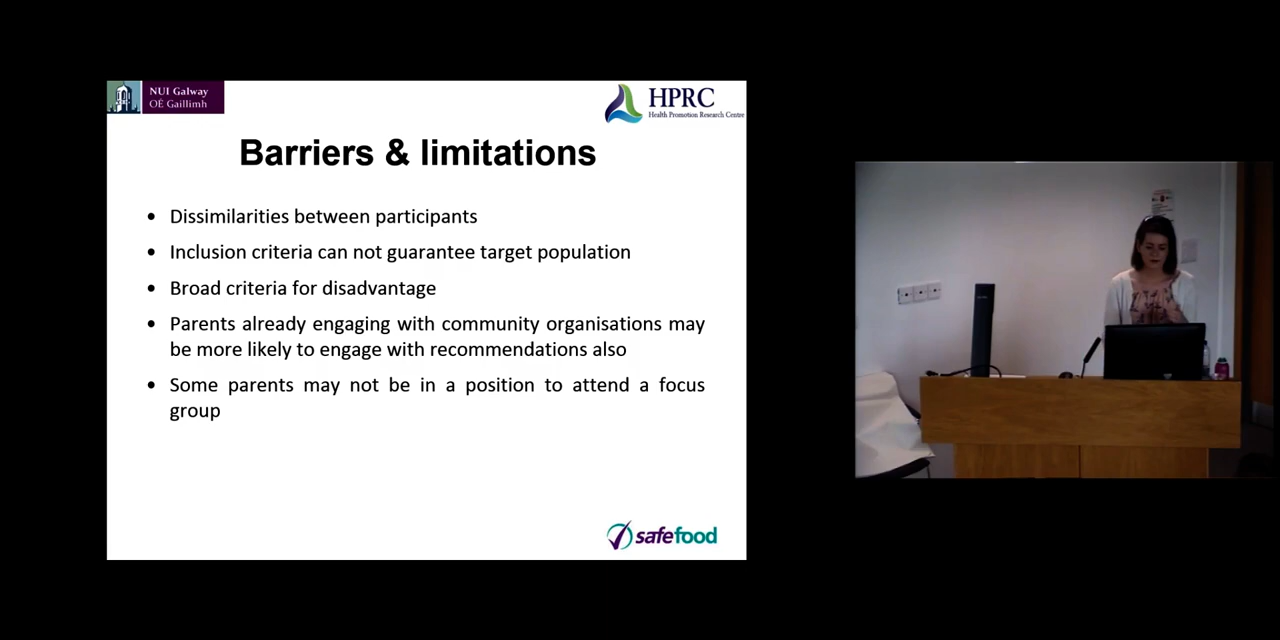 NUI Galway
OÉ Gaillimh
HPRC
Health Promotion Research Centre
Barriers & limitations
• Dissimilarities between participants
• Inclusion criteria can not guarantee target population
• Broad criteria for disadvantage
• Parents already engaging with community organisations may
be more likely to engage with recommendations also
• Some parents may not be in a position to attend a focus
group
safefood